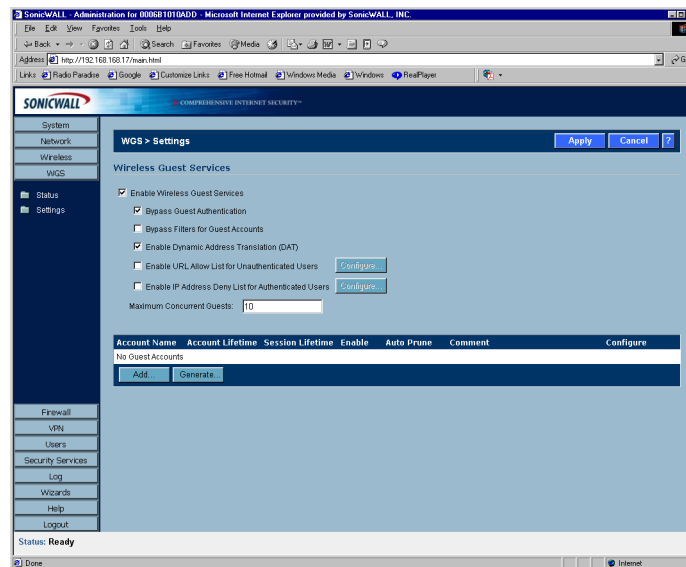 SonicWALL - Administration for 0006B1010ADD - Microsoft Internet Explorer provided by SonicWALL, INC.
File Edit View Favorites Tools Help
Back Search Favorites Media
Address http://192.168.168.17/main.html G
Links Radio Paradise Google Customize Links Free Hotmail Windows Media Windows RealPlayer
SONICWALL COMPREHENSIVE INTERNET SECURITY™
System
Network
Wireless
WGS
Status
Settings
Firewall
VPN
Users
Security Services
Log
Wizards
Help
Logout
WGS > Settings Apply Cancel ?
Wireless Guest Services
Enable Wireless Guest Services
Bypass Guest Authentication
Bypass Filters for Guest Accounts
Enable Dynamic Address Translation (DAT)
Enable URL Allow List for Unauthenticated Users Configure...
Enable IP Address Deny List for Authenticated Users Configure...
Maximum Concurrent Guests: 10
Account Name Account Lifetime Session Lifetime Enable Auto Prune Comment Configure
No Guest Accounts
Add... Generate...
Status: Ready
Done Internet